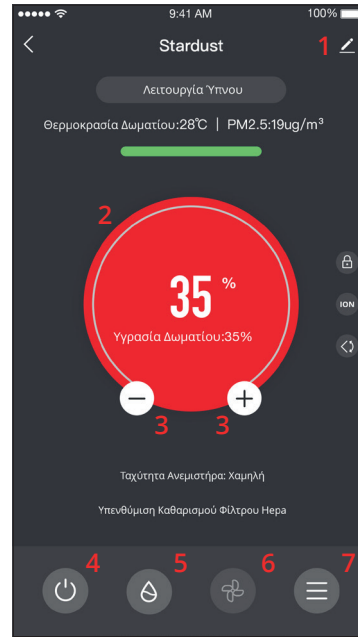 9:41 AM 100%
Stardust 1
Λειτουργία Ύπνου
Θερμοκρασία Δωματίου:28℃ | PM2.5:19ug/m³
2
35 %
ION
Υγρασία Δωματίου:35%
3 3
Ταχύτητα Ανεμιστήρα: Χαμηλή
Υπενθύμιση Καθαρισμού Φίλτρου Hepa
4 5 6 7